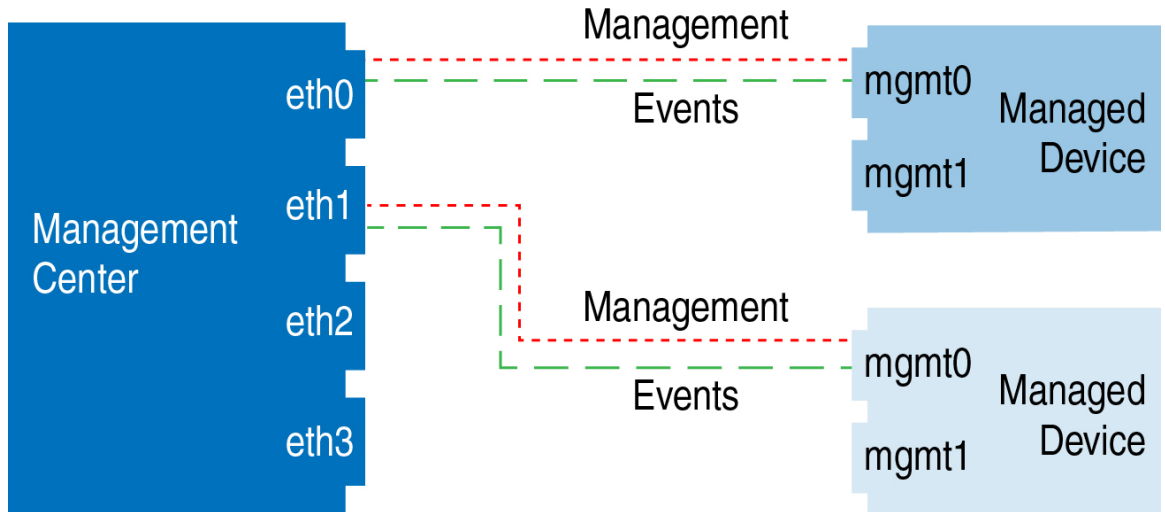 Management
Center
eth0
eth1
eth2
eth3
Management
Events
mgmt0
mgmt1
Managed
Device
Management
Events
mgmt0
mgmt1
Managed
Device